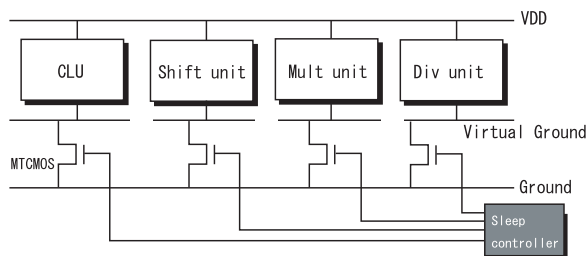 VDD
CLU
Shift unit
Mult unit
Div unit
Virtual Ground
MTCMOS
Ground
Sleep
controller